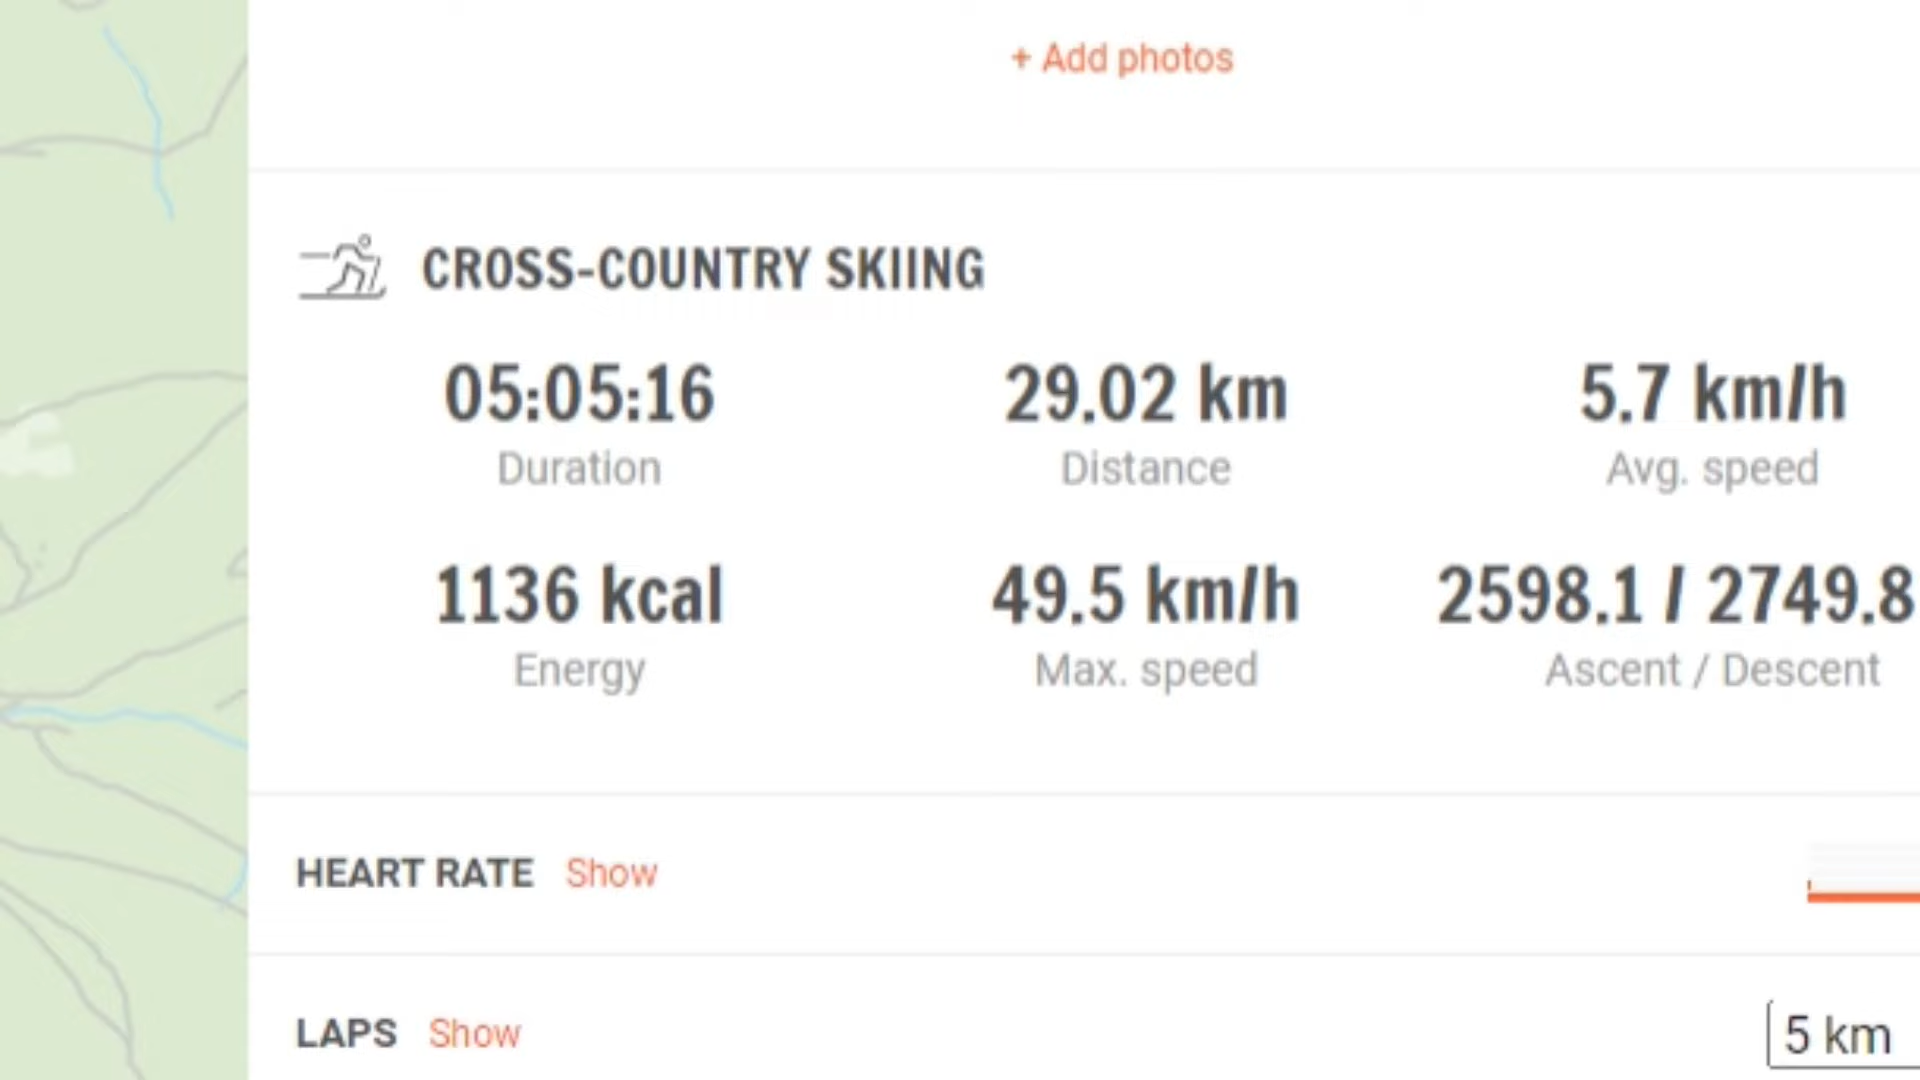 + Add photos
CROSS-COUNTRY SKIING
05:05:16 29.02 km 5.7 km/h
Duration Distance Avg. speed
1136 kcal 49.5 km/h 2598.1 / 2749.8
Energy Max. speed Ascent / Descent
HEART RATE Show
LAPS Show 5 km